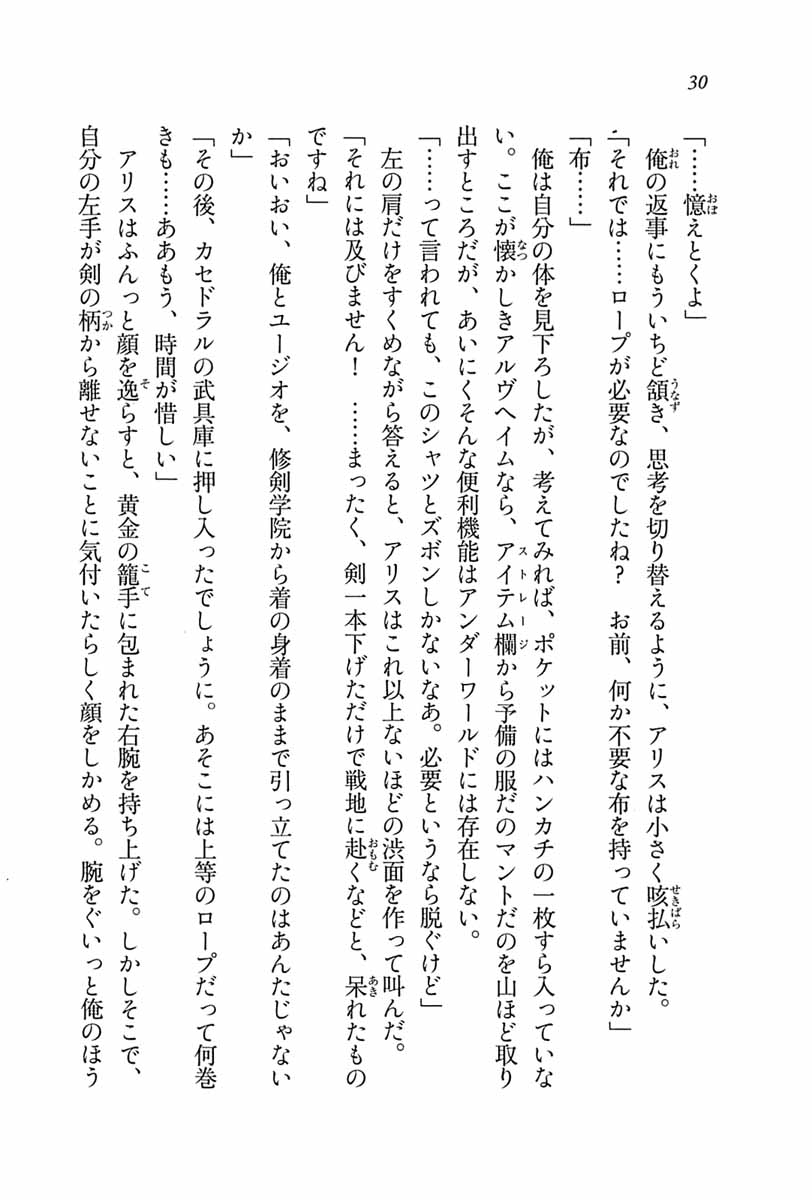 30
「……憶えとくよ」
俺の返事にもういちど頷き、思考を切り替えるように、アリスは小さく咳払いした。
「それでは……ロープが必要なのでしたね？　お前、何か不要な布を持っていませんか」
「布……」
俺は自分の体を見下ろしたが、考えてみれば、ポケットにはハンカチの一枚すら入っていな
い。ここが懐かしきアルヴヘイムなら、アイテム欄から予備の服だのマントだのを山ほど取り
出すところだが、あいにくそんな便利機能はアンダーワールドには存在しない。
「……って言われても、このシャツとズボンしかないなあ。必要というなら脱ぐけど」
左の肩だけをすくめながら答えると、アリスはこれ以上ないほどの渋面を作って叫んだ。
「それには及びません！　……まったく、剣一本下げただけで戦地に赴くなどと、呆れたもの
ですね」
「おいおい、俺とユージオを、修剣学院から着の身着のままで引っ立てたのはあんたじゃない
か」
「その後、カセドラルの武具庫に押し入ったでしょうに。あそこには上等のロープだって何巻
きも……ああもう、時間が惜しい」
アリスはふんっと顔を逸らすと、黄金の籠手に包まれた右腕を持ち上げた。しかしそこで、
自分の左手が剣の柄から離せないことに気付いたらしく顔をしかめる。腕をぐいっと俺のほう